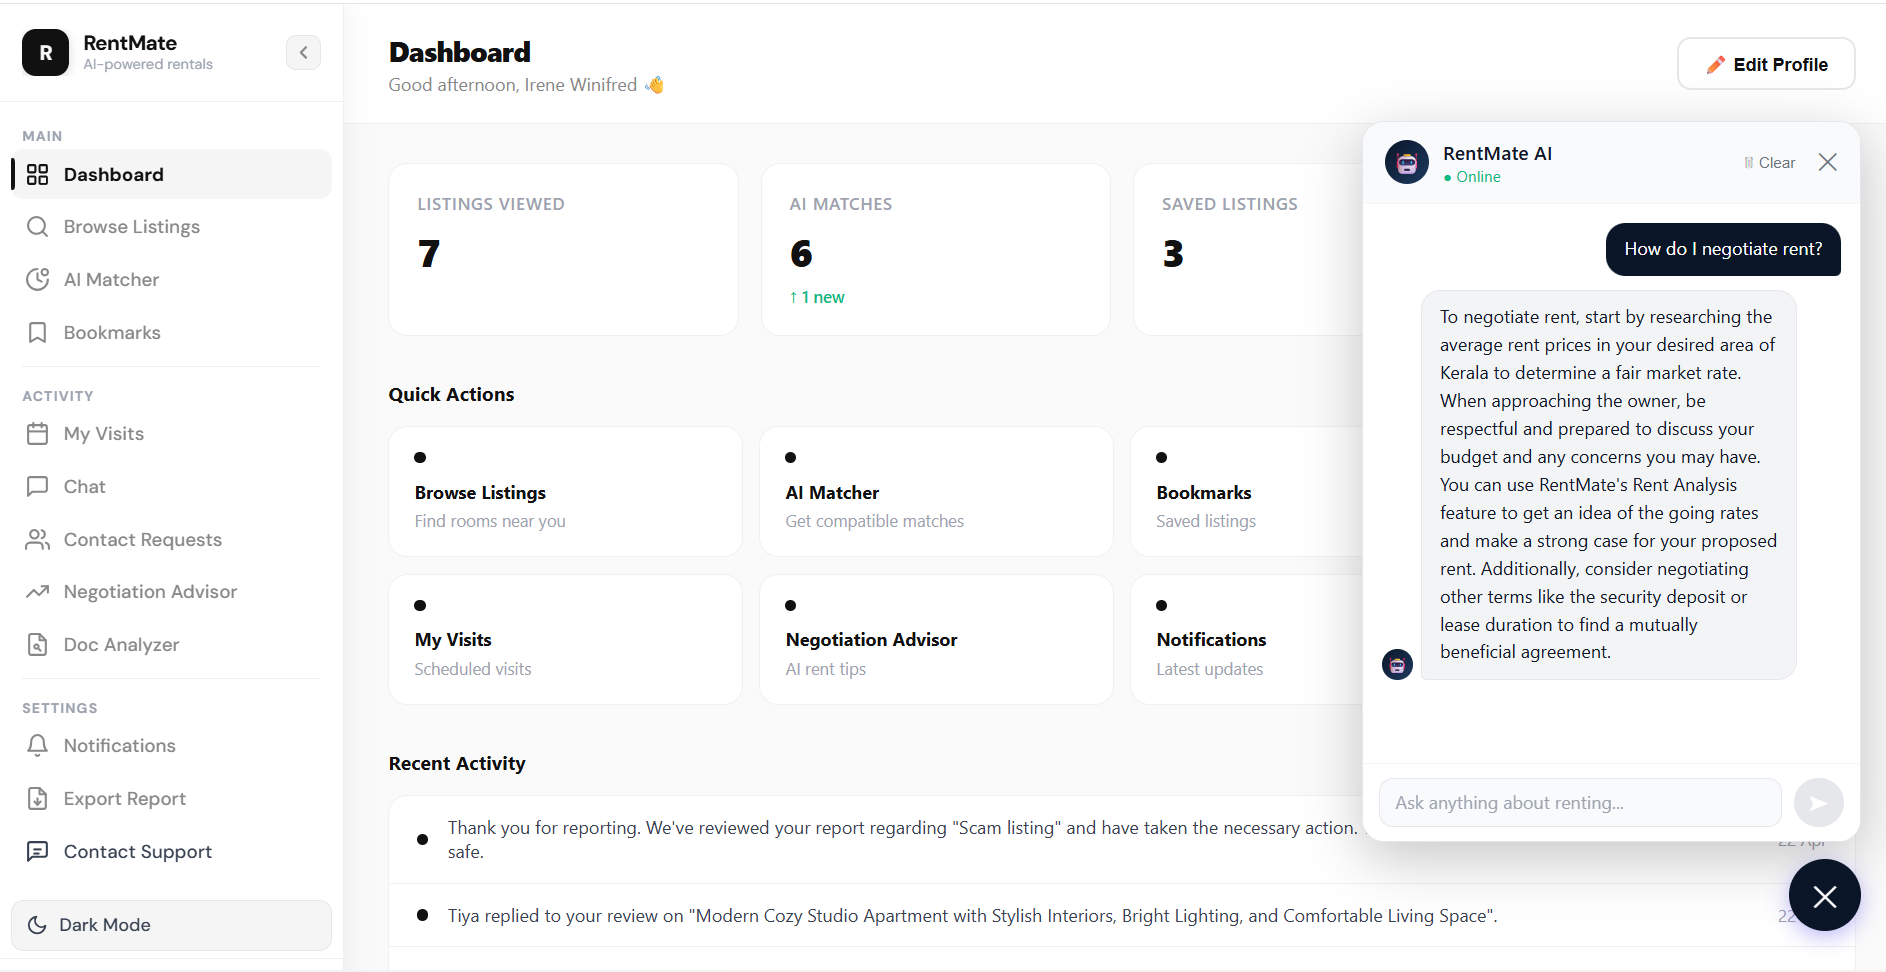 R
RentMate
AI-powered rentals
MAIN
Dashboard
Browse Listings
AI Matcher
Bookmarks
ACTIVITY
My Visits
Chat
Contact Requests
Negotiation Advisor
Doc Analyzer
SETTINGS
Notifications
Export Report
Contact Support
Dark Mode
Dashboard
Good afternoon, Irene Winifred 👋
Edit Profile
LISTINGS VIEWED
7
AI MATCHES
6
↑ 1 new
SAVED LISTINGS
3
Quick Actions
Browse Listings
Find rooms near you
AI Matcher
Get compatible matches
Bookmarks
Saved listings
My Visits
Scheduled visits
Negotiation Advisor
AI rent tips
Notifications
Latest updates
Recent Activity
Thank you for reporting. We've reviewed your report regarding "Scam listing" and have taken the necessary action.
safe.
22 Apr
Tiya replied to your review on "Modern Cozy Studio Apartment with Stylish Interiors, Bright Lighting, and Comfortable Living Space".
22
RentMate AI
● Online
Clear
How do I negotiate rent?
To negotiate rent, start by researching the
average rent prices in your desired area of
Kerala to determine a fair market rate.
When approaching the owner, be
respectful and prepared to discuss your
budget and any concerns you may have.
You can use RentMate's Rent Analysis
feature to get an idea of the going rates
and make a strong case for your proposed
rent. Additionally, consider negotiating
other terms like the security deposit or
lease duration to find a mutually
beneficial agreement.
Ask anything about renting...